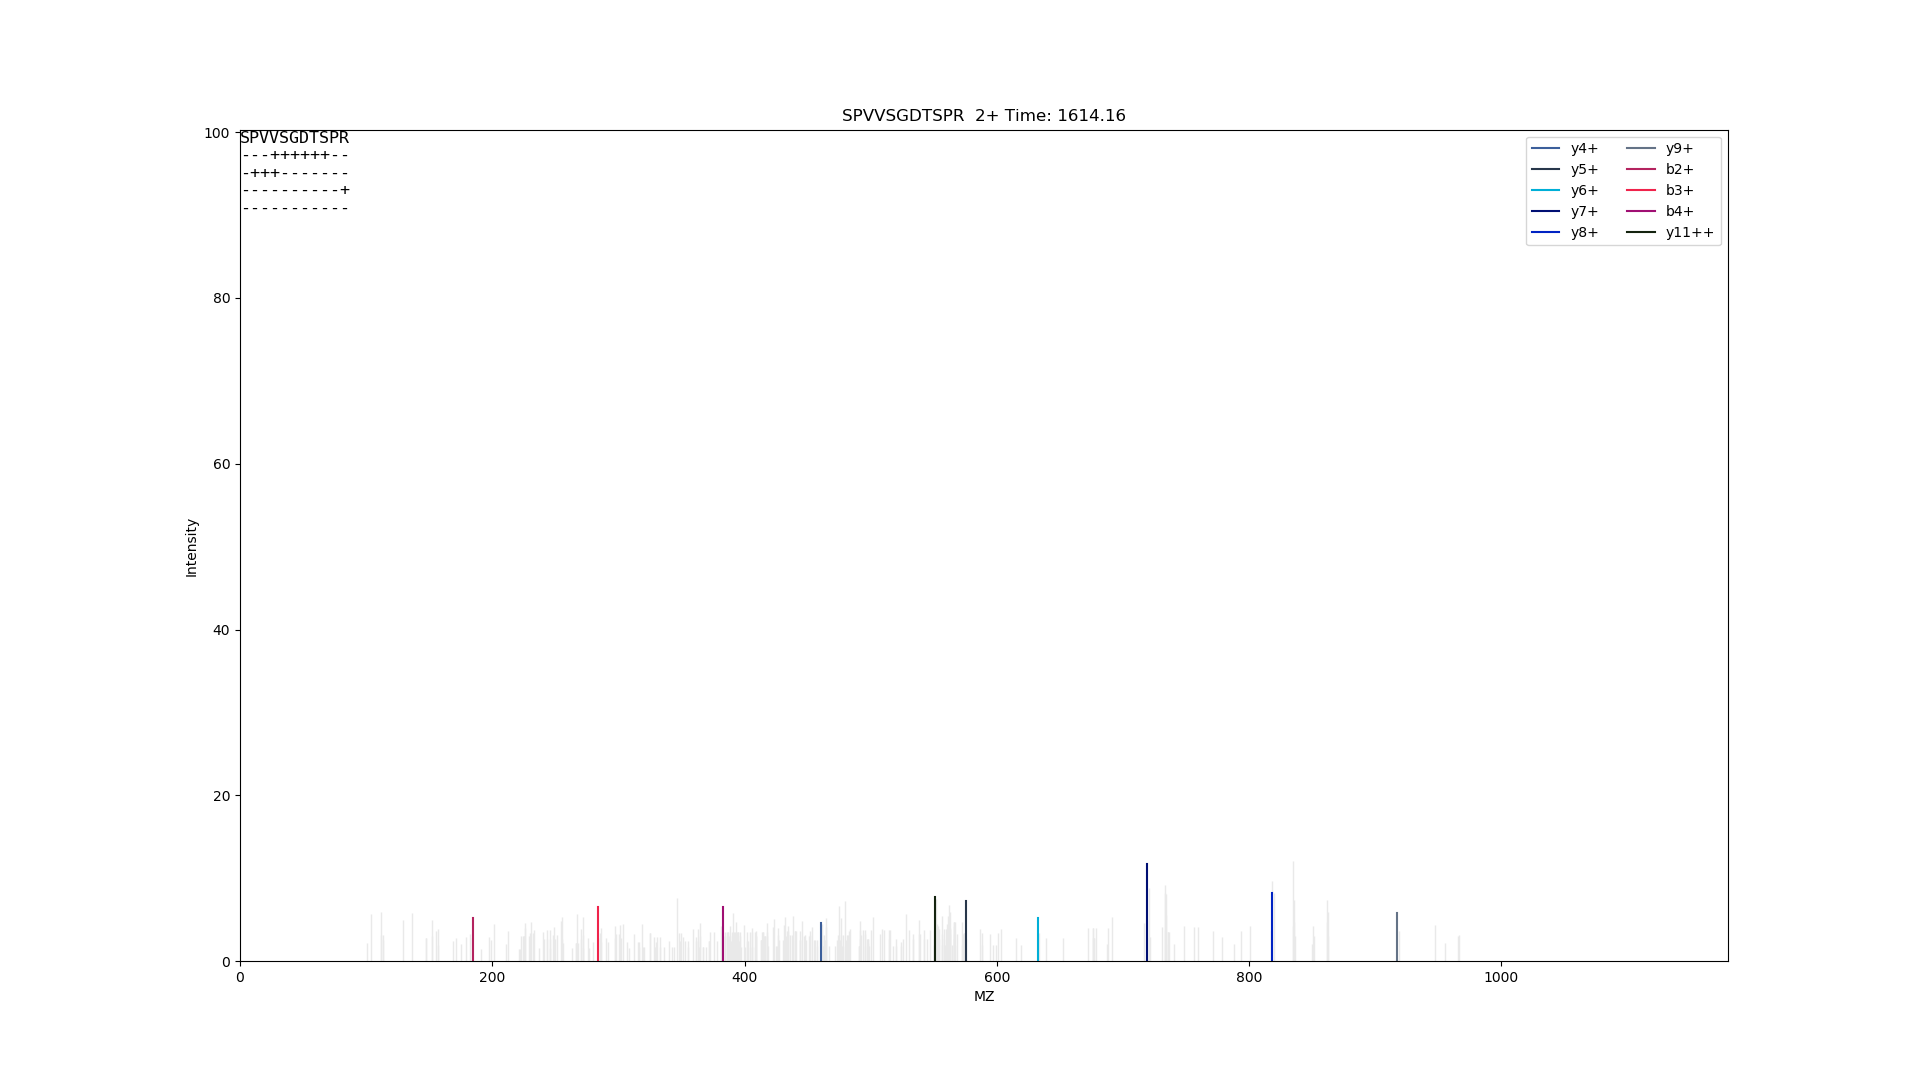 SPVVSGDTSPR  2+ Time: 1614.16
SPVVSGDTSPR
---++++++--
-+++-------
----------+
-----------
y4+
y5+
y6+
y7+
y8+
y9+
b2+
b3+
b4+
y11++
100
80
60
40
20
0
Intensity
0 200 400 600 800 1000
MZ